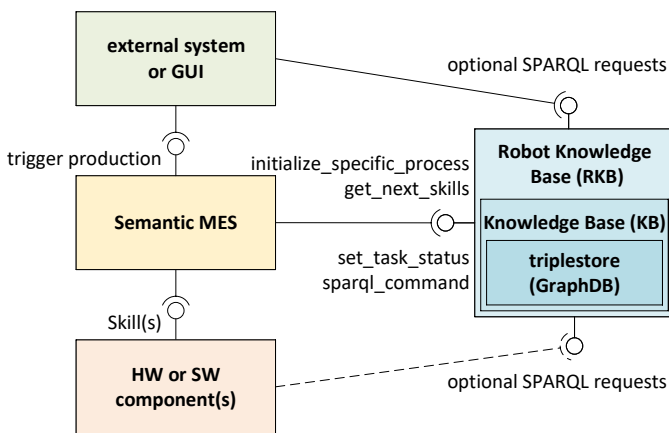 external system
or GUI
optional SPARQL requests
trigger production
initialize_specific_process
get_next_skills
Robot Knowledge
Base (RKB)
Semantic MES
Knowledge Base (KB)
set_task_status
sparql_command
triplestore
(GraphDB)
Skill(s)
HW or SW
component(s)
optional SPARQL requests